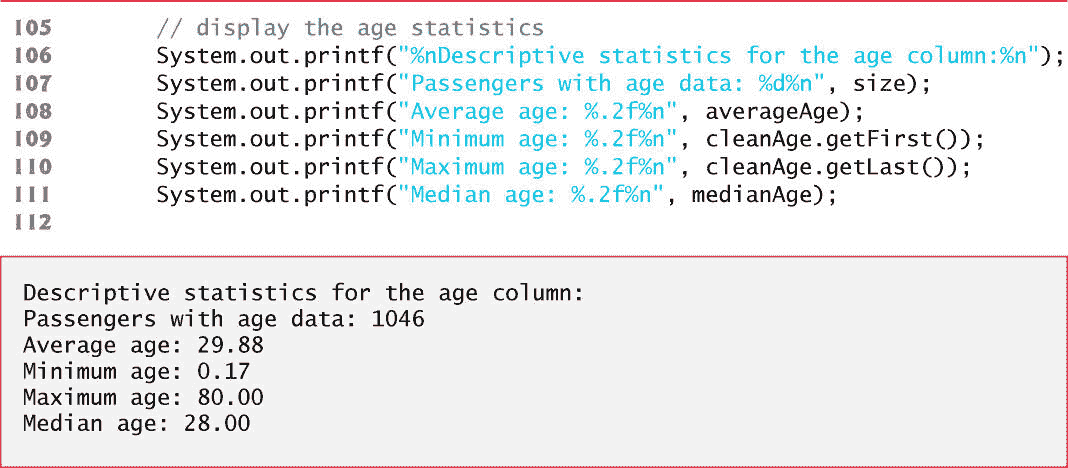 105 // display the age statistics
106 System.out.printf("%nDescriptive statistics for the age column:%n");
107 System.out.printf("Passengers with age data: %d%n", size);
108 System.out.printf("Average age: %.2f%n", averageAge);
109 System.out.printf("Minimum age: %.2f%n", cleanAge.getFirst());
110 System.out.printf("Maximum age: %.2f%n", cleanAge.getLast());
111 System.out.printf("Median age: %.2f%n", medianAge);
112
Descriptive statistics for the age column:
Passengers with age data: 1046
Average age: 29.88
Minimum age: 0.17
Maximum age: 80.00
Median age: 28.00